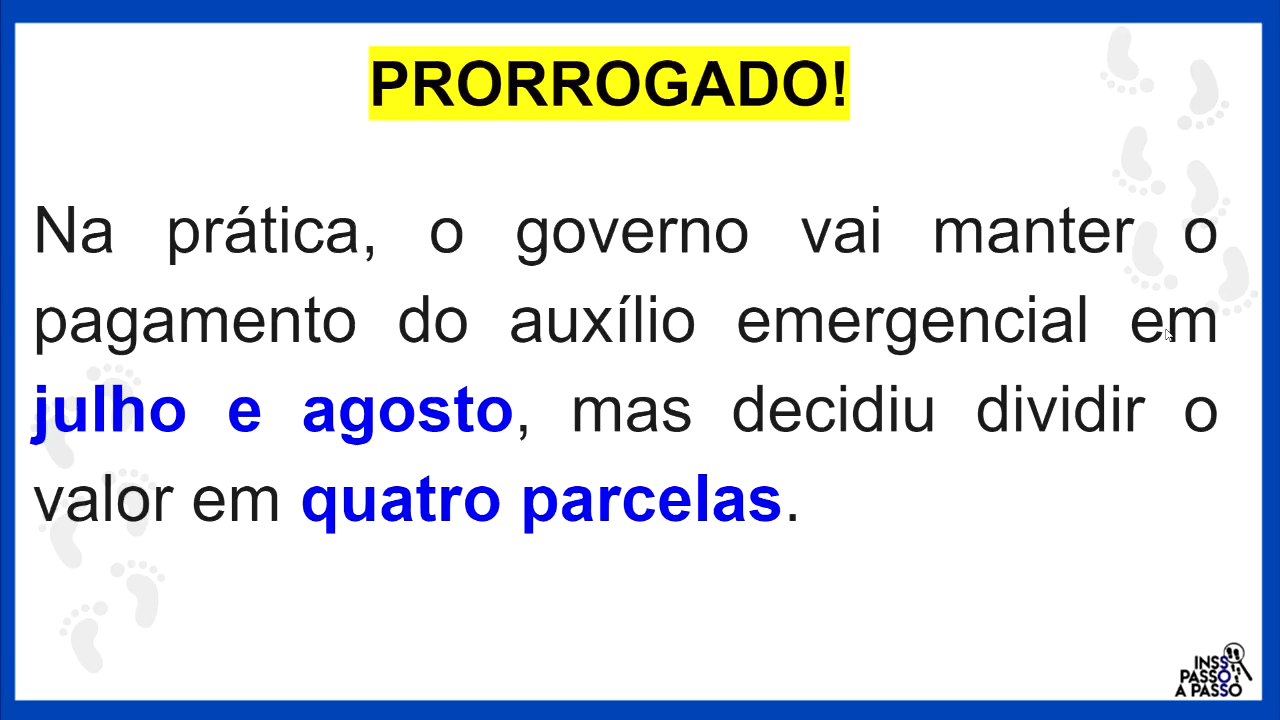 PRORROGADO!
Na prática, o governo vai manter o
pagamento do auxílio emergencial em
julho e agosto, mas decidiu dividir o
valor em quatro parcelas.
INSS
PASSO
A PASSO